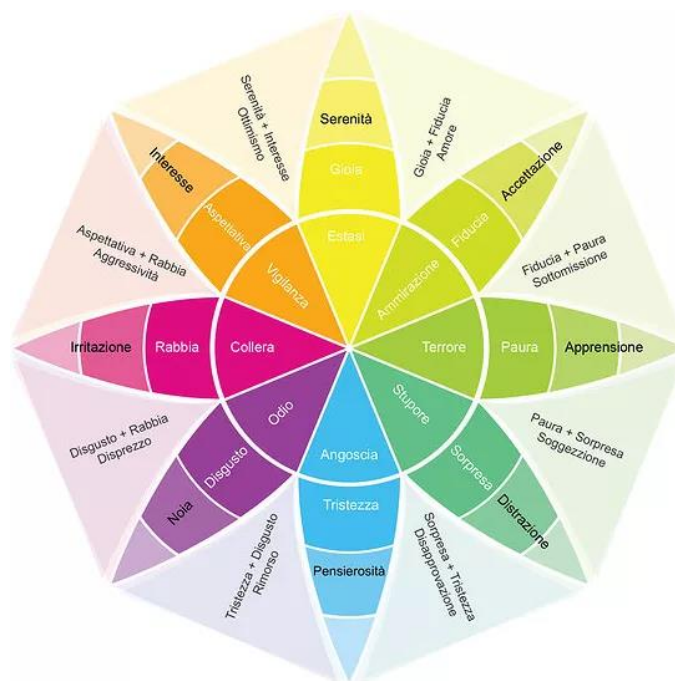 Serenità + Interesse
Ottimismo
Serenità
Gioia
Estasi
Gioia + Fiducia
Amore
Accettazione
Fiducia
Ammirazione
Fiducia + Paura
Sottomissione
Terrore
Paura
Apprensione
Paura + Sorpresa
Soggezzione
Stupore
Sorpresa
Distrazione
Sorpresa + Tristezza
Disapprovazione
Angoscia
Tristezza
Pensierosità
Tristezza + Disgusto
Rimorso
Odio
Disgusto
Noia
Disgusto + Rabbia
Disprezzo
Irritazione
Rabbia
Collera
Aspettativa + Rabbia
Aggressività
Interesse
Aspettativa
Vigilanza